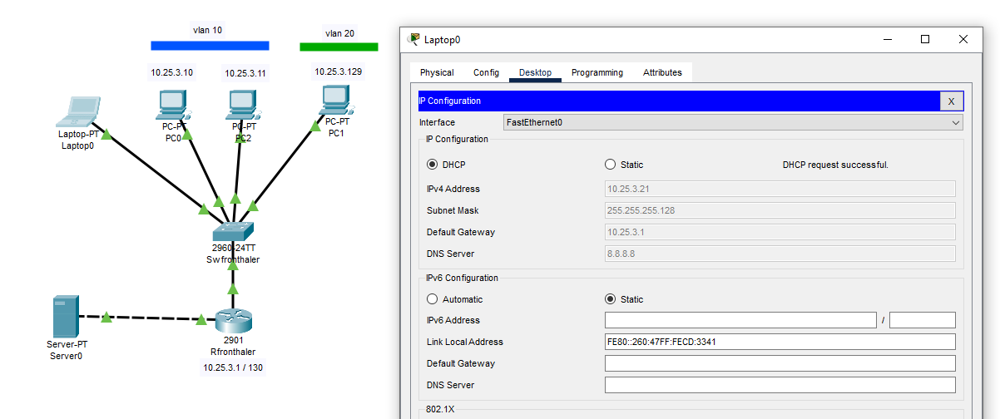 vlan 10
vlan 20
10.25.3.10
10.25.3.11
10.25.3.129
Laptop-PT
Laptop0
PC-PT
PC0
PC-PT
PC2
PC-PT
PC1
2960-24TT
Swfronthaler
Server-PT
Server0
2901
Rfronthaler
10.25.3.1 / 130
Laptop0
Physical Config Desktop Programming Attributes
IP Configuration X
Interface FastEthernet0
IP Configuration
DHCP Static DHCP request successful.
IPv4 Address 10.25.3.21
Subnet Mask 255.255.255.128
Default Gateway 10.25.3.1
DNS Server 8.8.8.8
IPv6 Configuration
Automatic Static
IPv6 Address /
Link Local Address FE80::260:47FF:FECD:3341
Default Gateway
DNS Server
802.1X